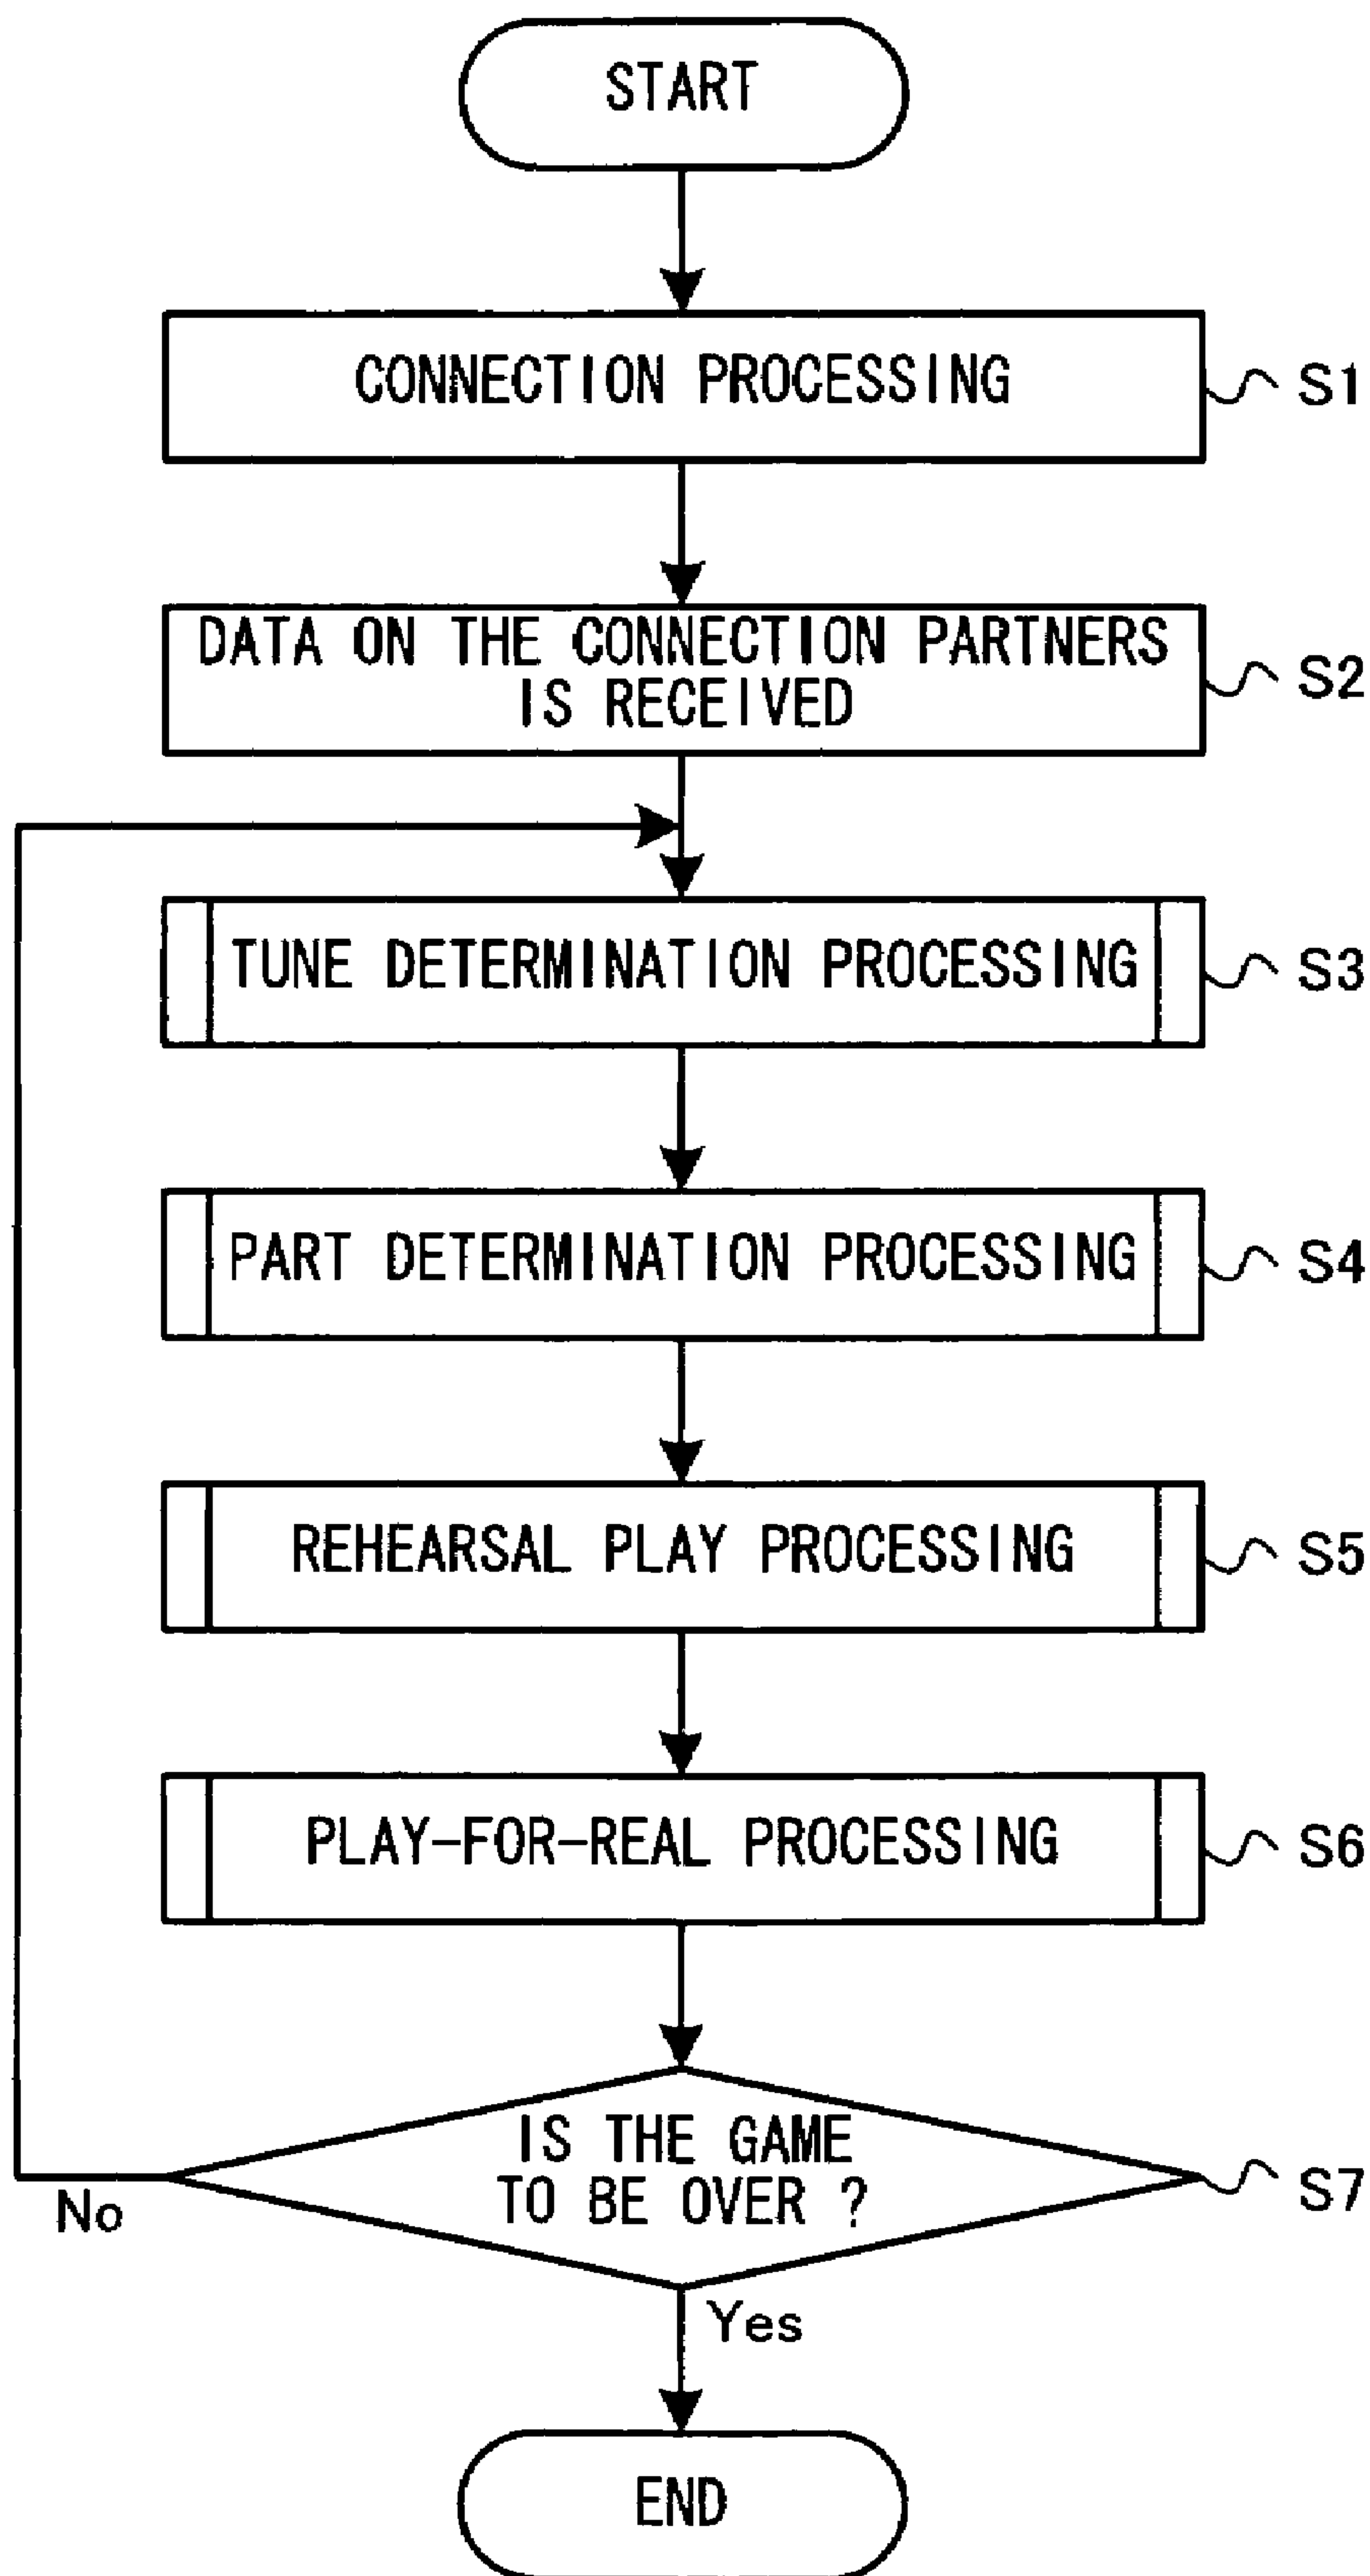 START
CONNECTION PROCESSING
S1
DATA ON THE CONNECTION PARTNERS
IS RECEIVED
S2
TUNE DETERMINATION PROCESSING
S3
PART DETERMINATION PROCESSING
S4
REHEARSAL PLAY PROCESSING
S5
PLAY-FOR-REAL PROCESSING
S6
IS THE GAME
TO BE OVER ?
S7
No
Yes
END